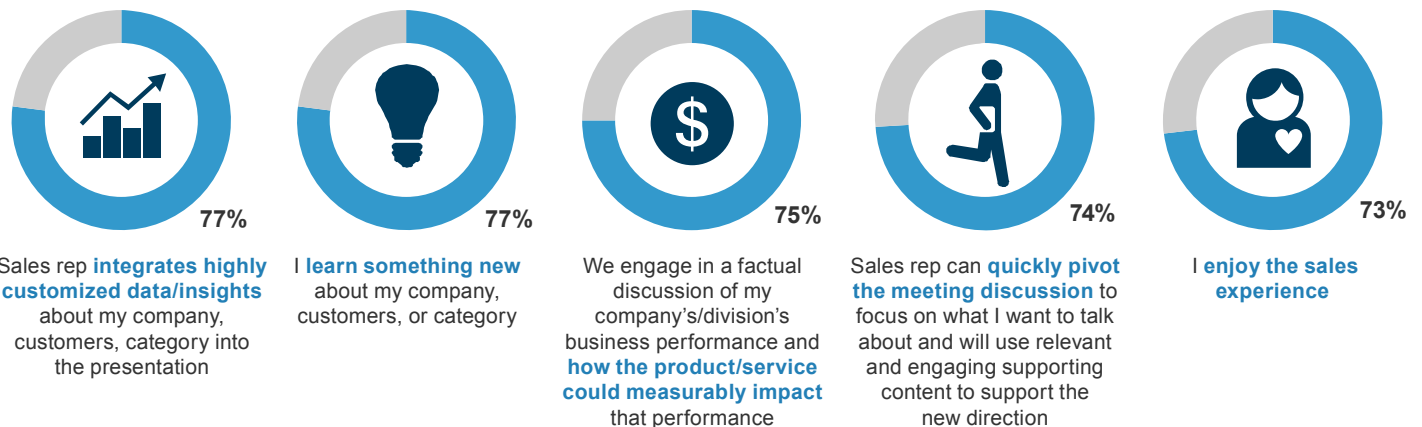 $
77%
77%
75%
74%
73%
Sales rep integrates highly
customized data/insights
about my company,
customers, category into
the presentation
I learn something new
about my company,
customers, or category
We engage in a factual
discussion of my
company's/division's
business performance and
how the product/service
could measurably impact
that performance
Sales rep can quickly pivot
the meeting discussion to
focus on what I want to talk
about and will use relevant
and engaging supporting
content to support the
new direction
I enjoy the sales
experience